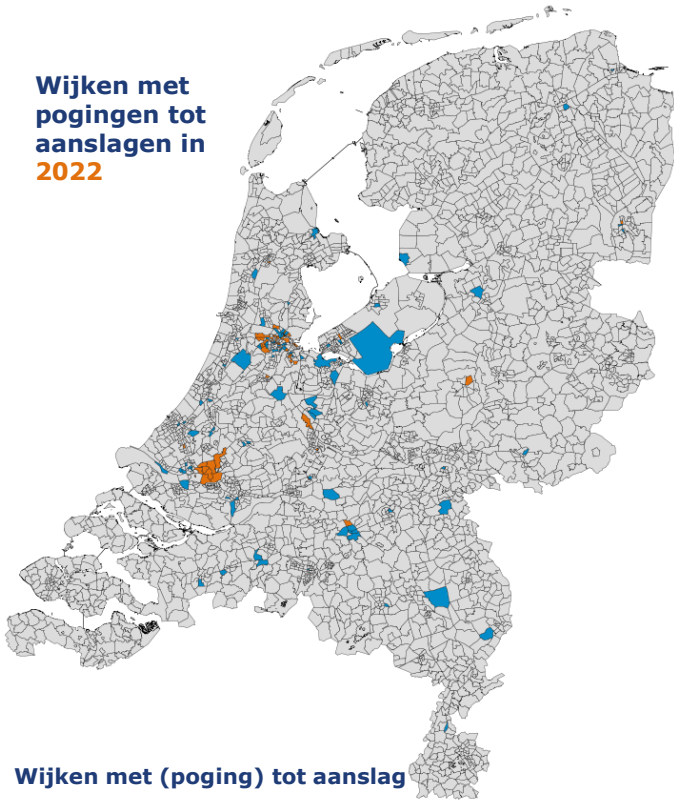 Wijken met
pogingen tot
aanslagen in
2022
Wijken met (poging) tot aanslag